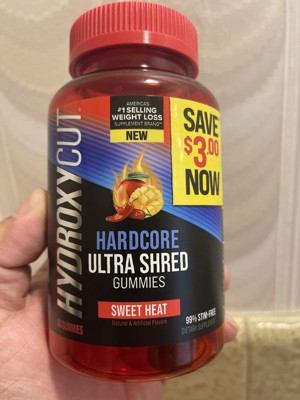 AMERICA'S
#1 SELLING
WEIGHT LOSS
SUPPLEMENT BRAND
NEW
SAVE
$3.00
NOW
HYDROXYCUT
HARDCORE
ULTRA SHRED
GUMMIES
SWEET HEAT
Natural & Artificial Flavors
GUMMIES
99% STIM-FREE
DIETARY SUPPLEMENT